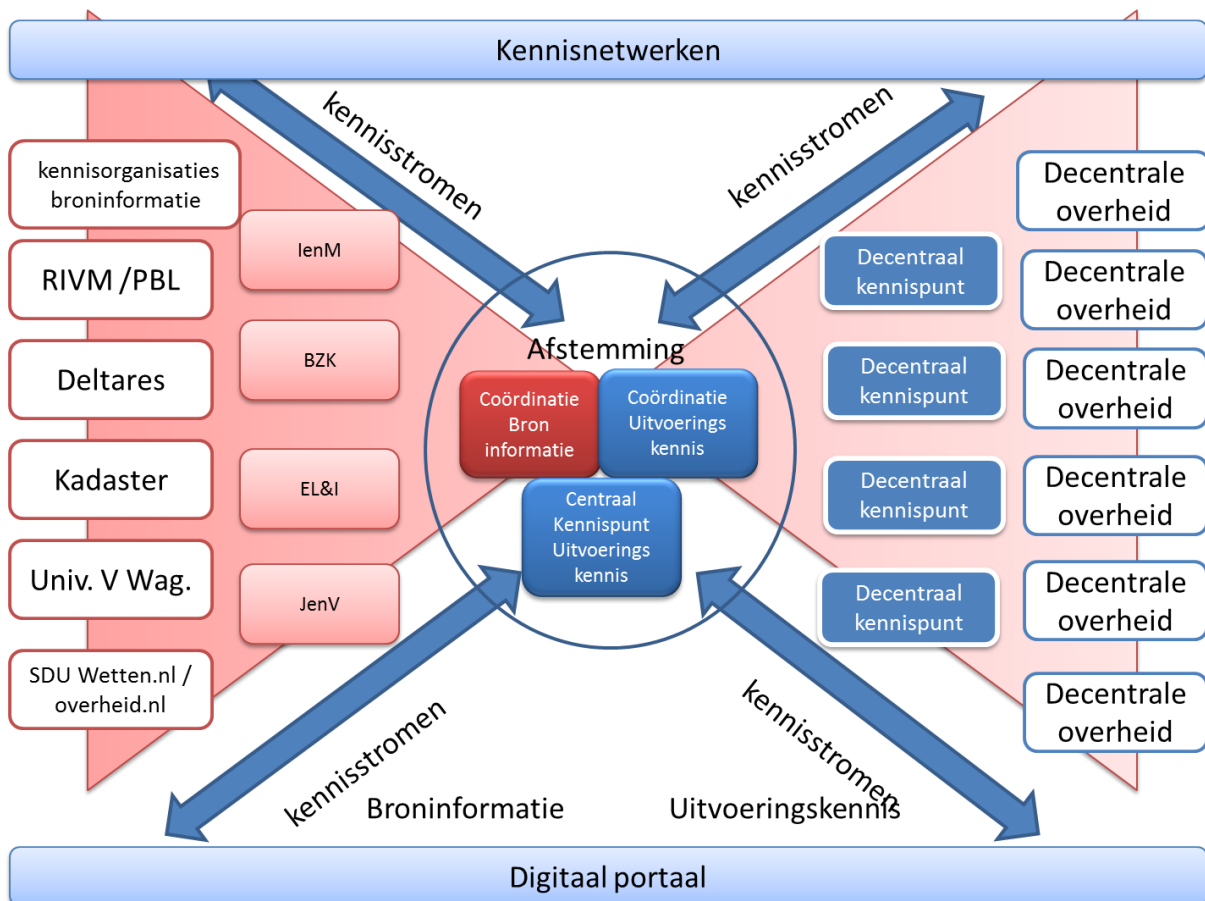 Kennisnetwerken
kennisstromen
kennisstromen
kennisorganisaties
broninformatie
RIVM /PBL
Deltares
Kadaster
Univ. V Wag.
SDU Wetten.nl /
overheid.nl
IenM
BZK
EL&I
JenV
Afstemming
Coördinatie
Bron
informatie
Coördinatie
Uitvoerings
kennis
Centraal
Kennispunt
Uitvoerings
kennis
Decentraal
kennispunt
Decentraal
kennispunt
Decentraal
kennispunt
Decentraal
kennispunt
Decentrale
overheid
Decentrale
overheid
Decentrale
overheid
Decentrale
overheid
Decentrale
overheid
Decentrale
overheid
kennisstromen
kennisstromen
Broninformatie
Uitvoeringskennis
Digitaal portaal